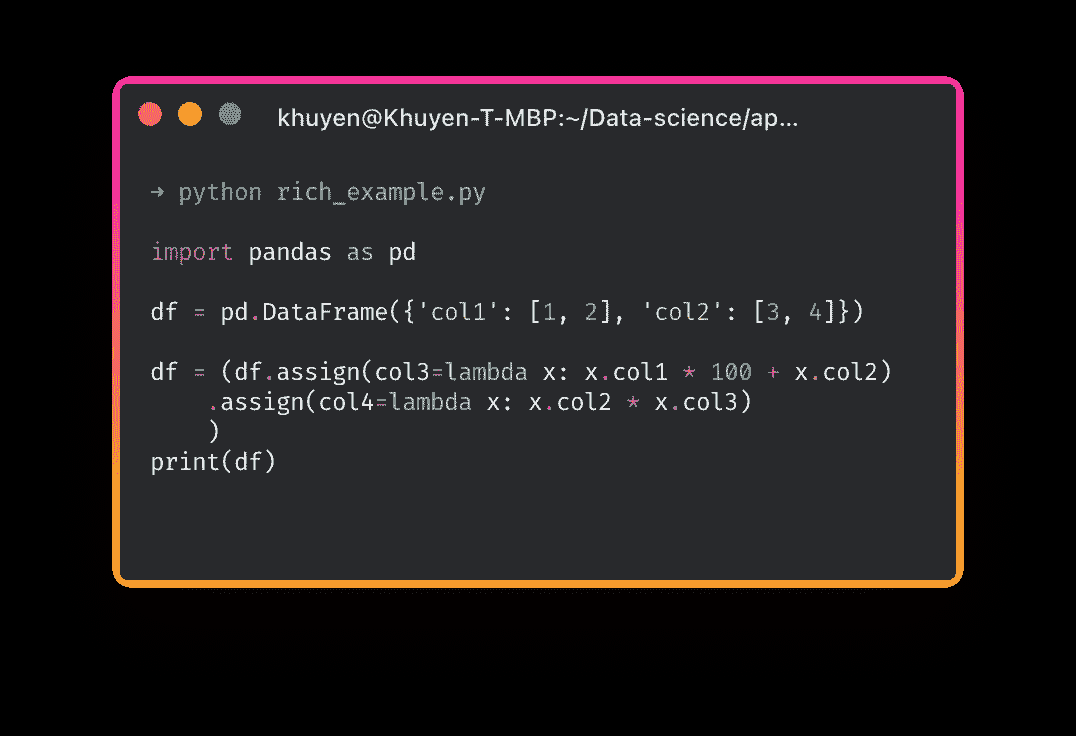 khuyen@Khuyen-T-MBP:~/Data-science/ap...
→ python rich_example.py
import pandas as pd
df = pd.DataFrame({'col1': [1, 2], 'col2': [3, 4]})
df = (df.assign(col3=lambda x: x.col1 * 100 + x.col2)
    .assign(col4=lambda x: x.col2 * x.col3)
    )
print(df)